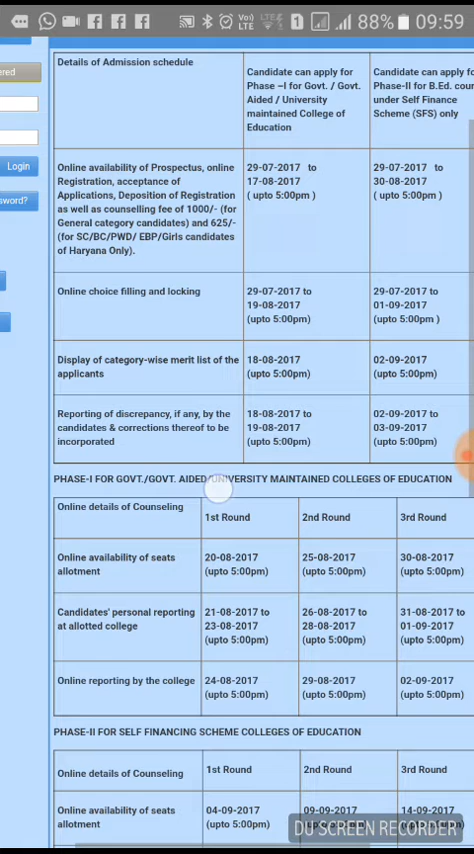 88% 09:59
ered
Login
sword?
Details of Admission schedule
Candidate can apply for
Phase –I for Govt. / Govt.
Aided / University
maintained College of
Education
Candidate can apply fo
Phase-II for B.Ed. cour
under Self Finance
Scheme (SFS) only
Online availability of Prospectus, online
Registration, acceptance of
Applications, Deposition of Registration
as well as counselling fee of 1000/- (for
General category candidates) and 625/-
(for SC/BC/PWD/ EBP/Girls candidates
of Haryana Only).
29-07-2017 to
17-08-2017
( upto 5:00pm )
29-07-2017 to
30-08-2017
( upto 5:00pm )
Online choice filling and locking
29-07-2017 to
19-08-2017
(upto 5:00pm)
29-07-2017 to
01-09-2017
(upto 5:00pm )
Display of category-wise merit list of the
applicants
18-08-2017
(upto 5:00pm)
02-09-2017
(upto 5:00pm)
Reporting of discrepancy, if any, by the
candidates & corrections thereof to be
incorporated
18-08-2017 to
19-08-2017
(upto 5:00pm)
02-09-2017 to
03-09-2017
(upto 5:00pm)
PHASE-I FOR GOVT./GOVT. AIDED/UNIVERSITY MAINTAINED COLLEGES OF EDUCATION
Online details of Counseling
1st Round
2nd Round
3rd Round
Online availability of seats
allotment
20-08-2017
(upto 5:00pm)
25-08-2017
(upto 5:00pm)
30-08-2017
(upto 5:00pm)
Candidates' personal reporting
at allotted college
21-08-2017 to
23-08-2017
(upto 5:00pm)
26-08-2017 to
28-08-2017
(upto 5:00pm)
31-08-2017 to
01-09-2017
(upto 5:00pm)
Online reporting by the college
24-08-2017
(upto 5:00pm)
29-08-2017
(upto 5:00pm)
02-09-2017
(upto 5:00pm)
PHASE-II FOR SELF FINANCING SCHEME COLLEGES OF EDUCATION
Online details of Counseling
1st Round
2nd Round
3rd Round
Online availability of seats
allotment
04-09-2017
(upto 5:00pm)
09-09-2017
14-09-2017
DU SCREEN RECORDER